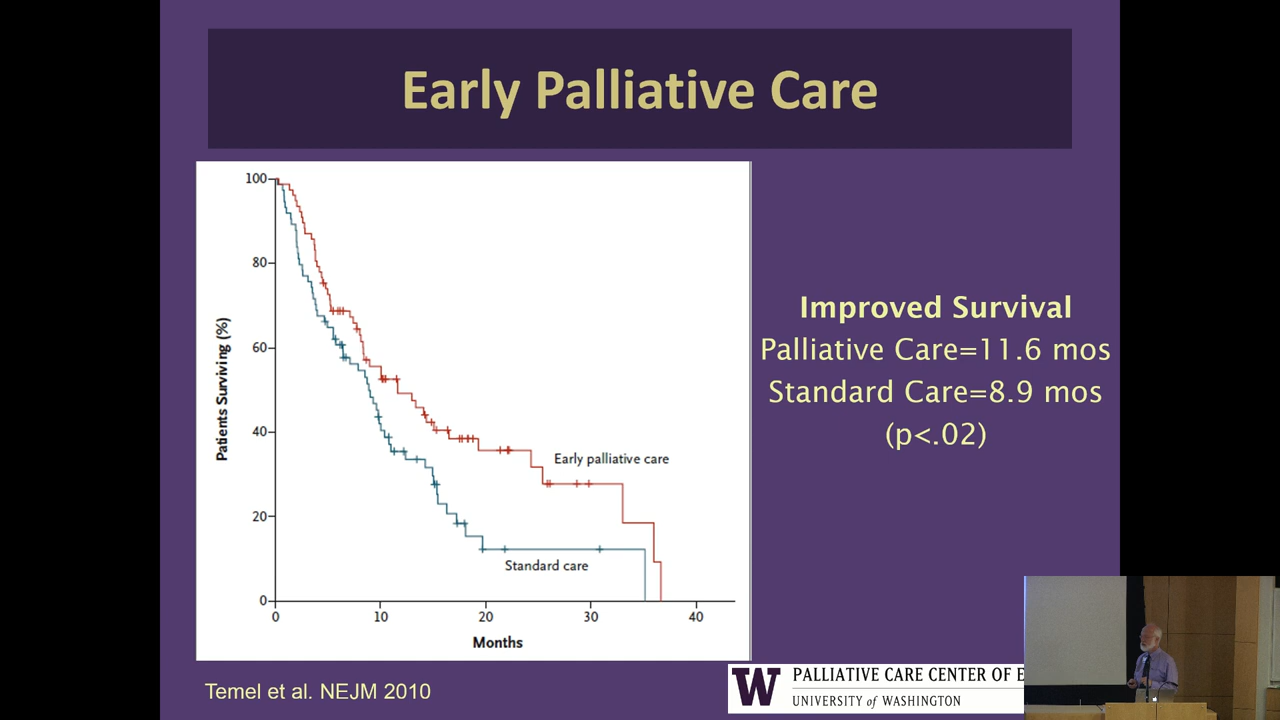 Early Palliative Care
Patients Surviving (%)
100
80
60
40
20
0
Early palliative care
Standard care
0 10 20 30 40
Months
Improved Survival
Palliative Care=11.6 mos
Standard Care=8.9 mos
(p<.02)
Temel et al. NEJM 2010
W
PALLIATIVE CARE CENTER OF E
UNIVERSITY of WASHINGTON